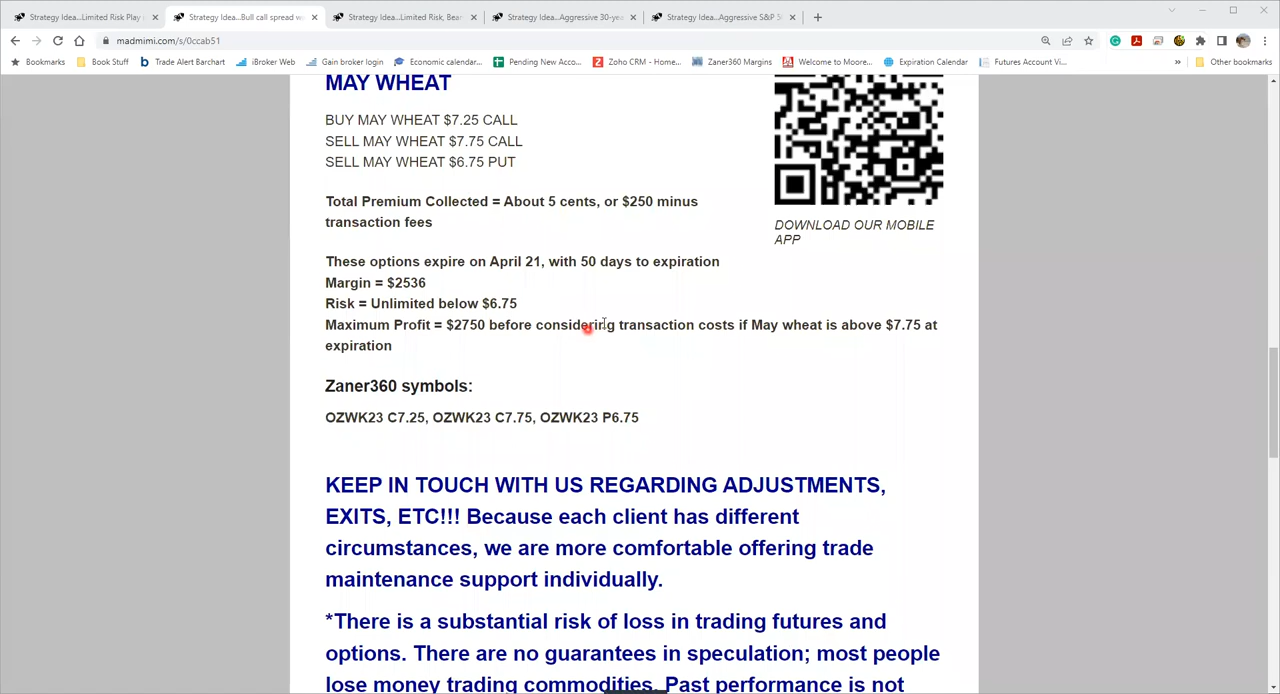 Strategy Idea...Limited Risk Play
Strategy Idea...Bull call spread w
Strategy Idea...Limited Risk, Bear
Strategy Idea...Aggressive 30-yea
Strategy Idea...Aggressive S&P 5
madmimi.com/s/0ccab51
Bookmarks
Book Stuff
Trade Alert Barchart
iBroker Web
Gain broker login
Economic calendar...
Pending New Acco...
Zoho CRM - Home...
Zaner360 Margins
Welcome to Moore...
Expiration Calendar
Futures Account Vi...
»
Other bookmarks
MAY WHEAT
BUY MAY WHEAT $7.25 CALL
SELL MAY WHEAT $7.75 CALL
SELL MAY WHEAT $6.75 PUT
Total Premium Collected = About 5 cents, or $250 minus
transaction fees
DOWNLOAD OUR MOBILE
APP
These options expire on April 21, with 50 days to expiration
Margin = $2536
Risk = Unlimited below $6.75
Maximum Profit = $2750 before considering transaction costs if May wheat is above $7.75 at
expiration
Zaner360 symbols:
OZWK23 C7.25, OZWK23 C7.75, OZWK23 P6.75
KEEP IN TOUCH WITH US REGARDING ADJUSTMENTS,
EXITS, ETC!!! Because each client has different
circumstances, we are more comfortable offering trade
maintenance support individually.
*There is a substantial risk of loss in trading futures and
options. There are no guarantees in speculation; most people
lose money trading commodities. Past performance is not